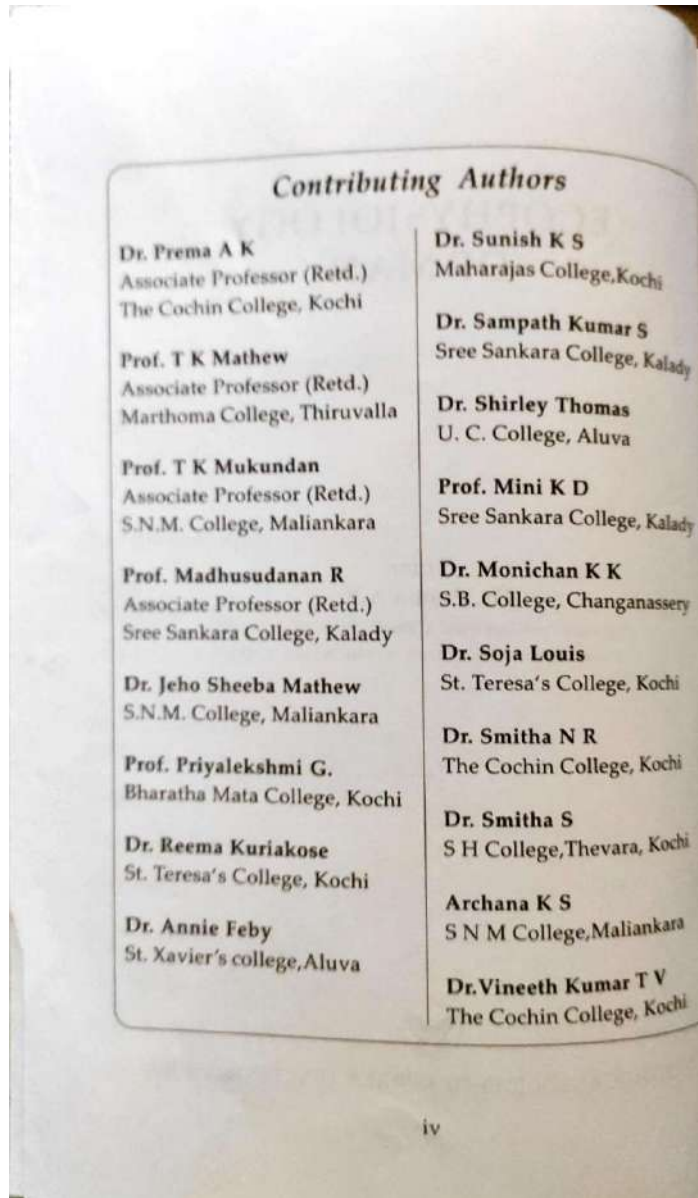 Contributing Authors
Dr. Prema A K
Associate Professor (Retd.)
The Cochin College, Kochi
Prof. T K Mathew
Associate Professor (Retd.)
Marthoma College, Thiruvalla
Prof. T K Mukundan
Associate Professor (Retd.)
S.N.M. College, Maliankara
Prof. Madhusudanan R
Associate Professor (Retd.)
Sree Sankara College, Kalady
Dr. Jeho Sheeba Mathew
S.N.M. College, Maliankara
Prof. Priyalekshmi G.
Bharatha Mata College, Kochi
Dr. Reema Kuriakose
St. Teresa's College, Kochi
Dr. Annie Feby
St. Xavier's college,Aluva
Dr. Sunish K S
Maharajas College,Kochi
Dr. Sampath Kumar S
Sree Sankara College, Kalady
Dr. Shirley Thomas
U. C. College, Aluva
Prof. Mini K D
Sree Sankara College, Kalady
Dr. Monichan K K
S.B. College, Changanassery
Dr. Soja Louis
St. Teresa's College, Kochi
Dr. Smitha N R
The Cochin College, Kochi
Dr. Smitha S
S H College,Thevara, Kochi
Archana K S
S N M College,Maliankara
Dr.Vineeth Kumar T V
The Cochin College, Kochi
iv